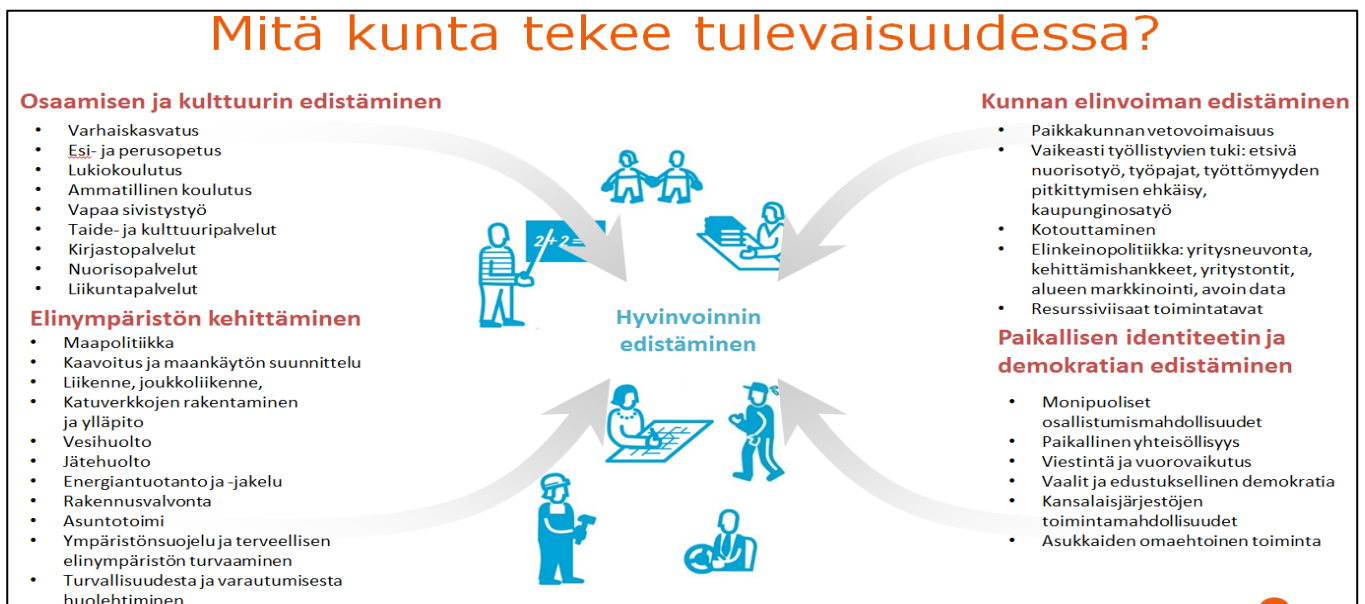 Mitä kunta tekee tulevaisuudessa?
Osaamisen ja kulttuurin edistäminen
• Varhaiskasvatus
• Esi- ja perusopetus
• Lukiokoulutus
• Ammatillinen koulutus
• Vapaa sivistystyö
• Taide- ja kulttuuripalvelut
• Kirjastopalvelut
• Nuorisopalvelut
• Liikuntapalvelut
Elinympäristön kehittäminen
• Maapolitiikka
• Kaavoitus ja maankäytön suunnittelu
• Liikenne, joukkoliikenne,
• Katuverkkojen rakentaminen
ja ylläpito
• Vesihuolto
• Jätehuolto
• Energiantuotanto ja -jakelu
• Rakennusvalvonta
• Asuntotoimi
• Ympäristönsuojelu ja terveellisen
elinympäristön turvaaminen
• Turvallisuudesta ja varautumisesta
huolehtiminen
2+2=
Hyvinvoinnin
edistäminen
Kunnan elinvoiman edistäminen
• Paikkakunnan vetovoimaisuus
• Vaikeasti työllistyvien tuki: etsivä
nuorisotyö, työpajat, työttömyyden
pitkittymisen ehkäisy,
kaupunginosatyö
• Kotouttaminen
• Elinkeinopolitiikka: yritysneuvonta,
kehittämishankkeet, yritystontit,
alueen markkinointi, avoin data
• Resurssiviisaat toimintatavat
Paikallisen identiteetin ja
demokratian edistäminen
• Monipuoliset
osallistumismahdollisuudet
• Paikallinen yhteisöllisyys
• Viestintä ja vuorovaikutus
• Vaalit ja edustuksellinen demokratia
• Kansalaisjärjestöjen
toimintamahdollisuudet
• Asukkaiden omaehtoinen toiminta